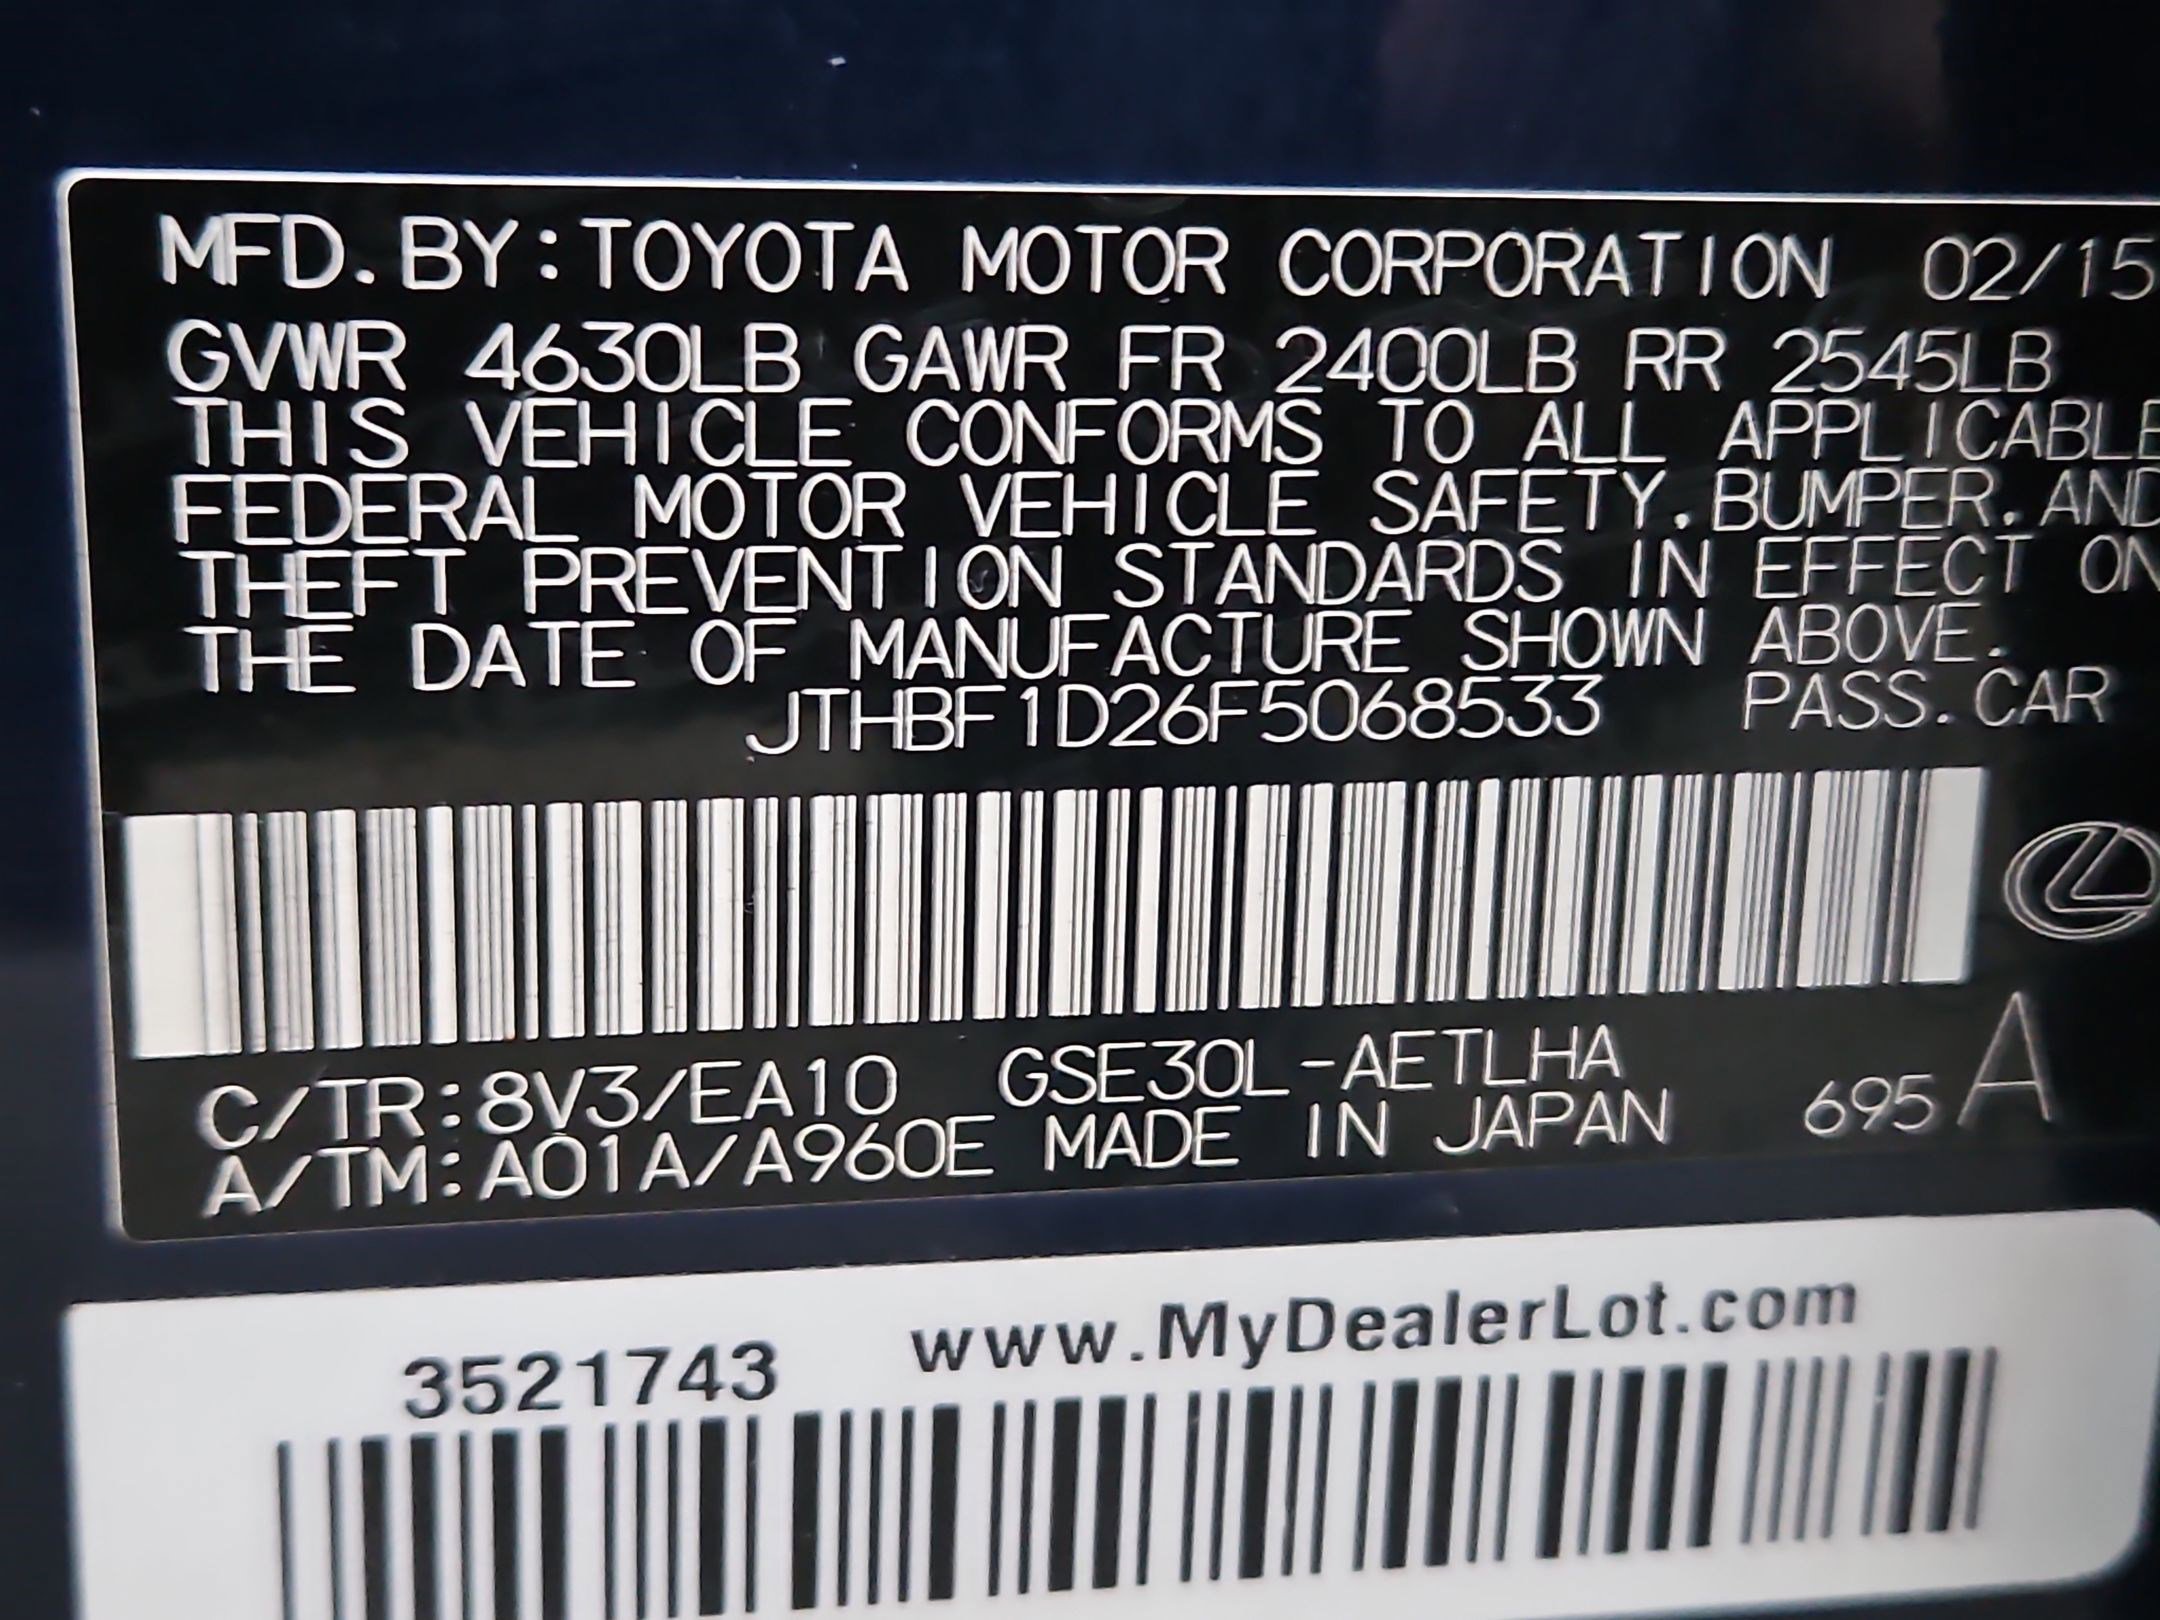 MFD. BY: TOYOTA MOTOR CORPORATION 02/15
GVWR 4630LB GAWR FR 2400LB RR 2545LB
THIS VEHICLE CONFORMS TO ALL APPLICABLE
FEDERAL MOTOR VEHICLE SAFETY. BUMPER. AND
THEFT PREVENTION STANDARDS IN EFFECT ON
THE DATE OF MANUFACTURE SHOWN ABOVE.
JTHBF1D26F5068533 PASS. CAR
C/TR: 8V3/EA10 GSE30L-AETLHA
A/TM: A01A/A960E MADE IN JAPAN 695 A
3521743 www.MyDealerLot.com